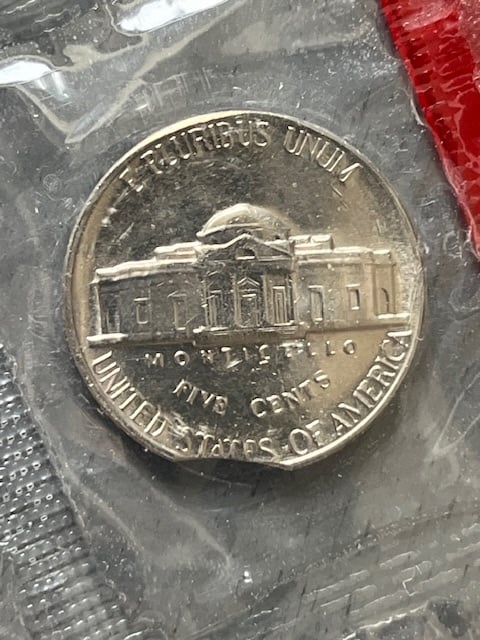 E PLURIBUS UNUM
MONTICELLO
FIVE CENTS
UNITED STATES OF AMERICA